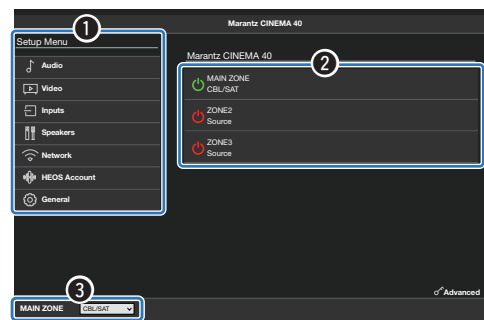 Marantz CINEMA 40
1
Setup Menu
Audio
Video
Inputs
Speakers
Network
HEOS Account
General
Marantz CINEMA 40
2
MAIN ZONE
CBL/SAT
ZONE2
Source
ZONE3
Source
Advanced
3
MAIN ZONE CBL/SAT